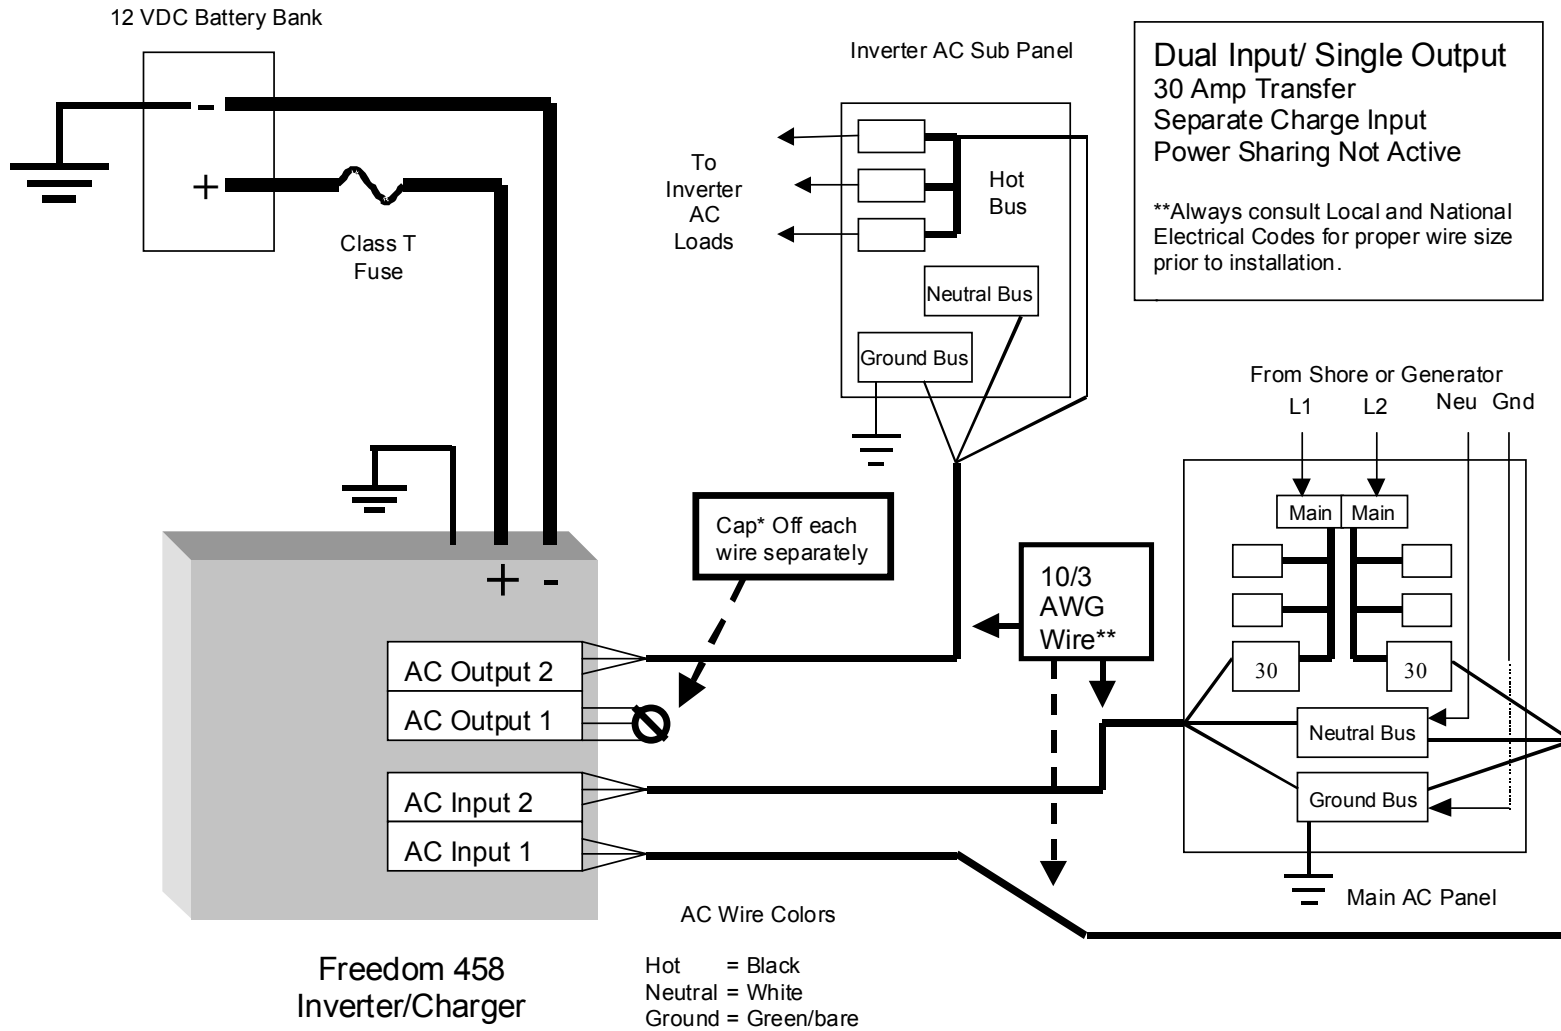 12 VDC Battery Bank
-
+
Class T
Fuse
Inverter AC Sub Panel
To
Inverter
AC
Loads
Hot
Bus
Neutral Bus
Ground Bus
Dual Input/ Single Output
30 Amp Transfer
Separate Charge Input
Power Sharing Not Active
**Always consult Local and National
Electrical Codes for proper wire size
prior to installation.
From Shore or Generator
L1 L2 Neu Gnd
Main Main
30 30
Neutral Bus
Ground Bus
Main AC Panel
Cap* Off each
wire separately
10/3
AWG
Wire**
+ -
AC Output 2
AC Output 1
AC Input 2
AC Input 1
Freedom 458
Inverter/Charger
AC Wire Colors
Hot = Black
Neutral = White
Ground = Green/bare